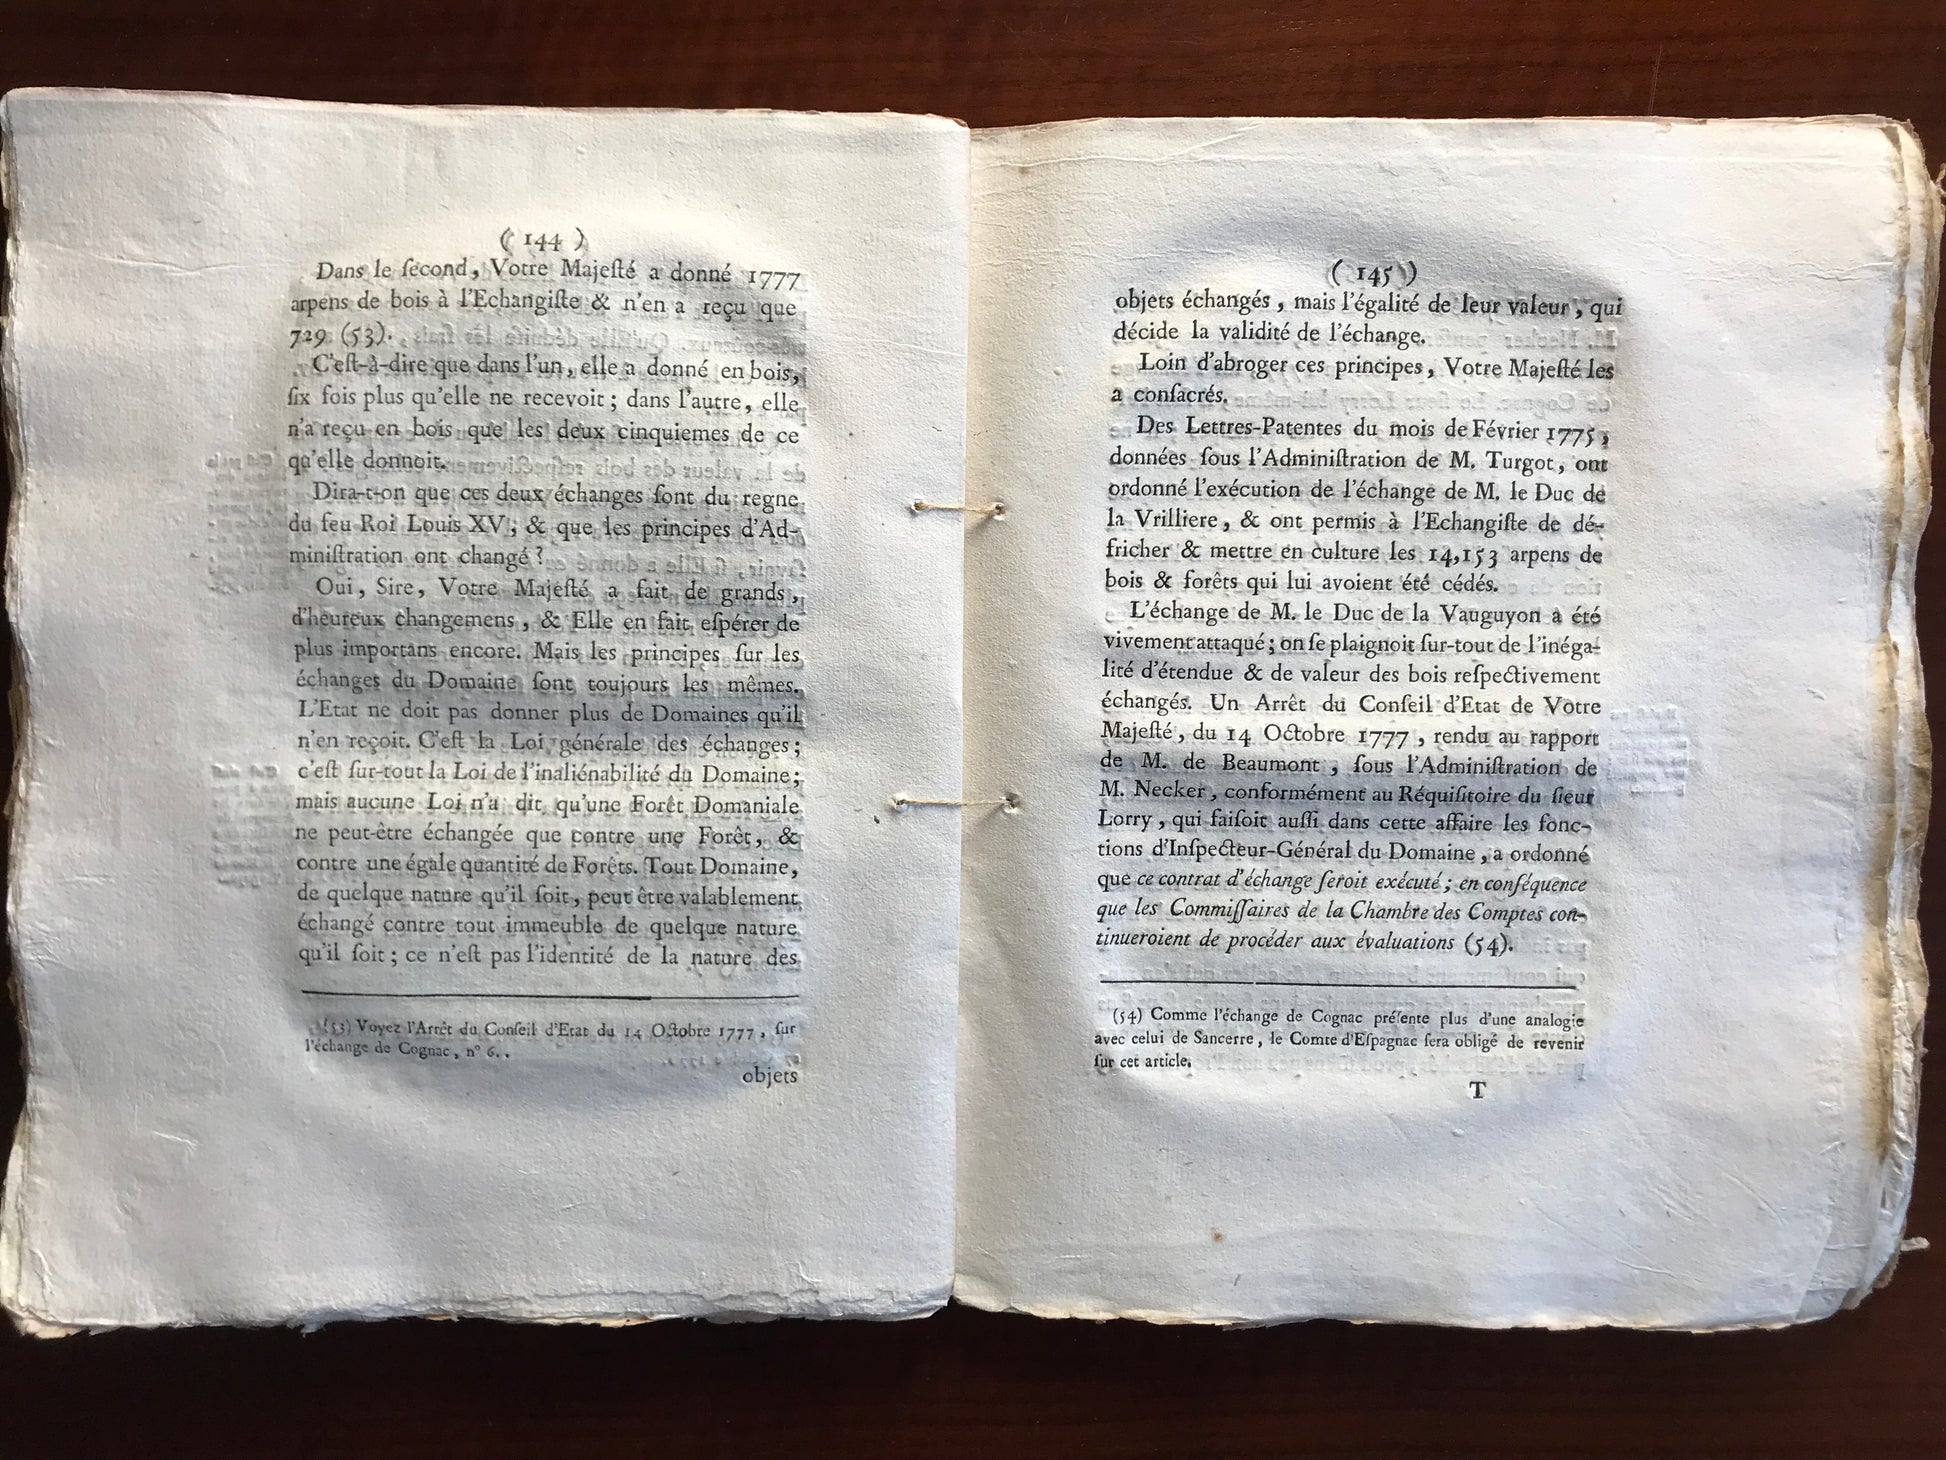 ( 144 )
Dans le ſecond, Votre Majeſté a donné 1777
arpens de bois à l'Echangiſte & n'en a reçu que
729 (53).
C'eſt-à-dire que dans l'un, elle a donné en bois,
ſix fois plus qu'elle ne recevoit; dans l'autre, elle
n'a reçu en bois que les deux cinquiemes de ce
qu'elle donnoit.
Dira-t-on que ces deux échanges ſont du regne
du feu Roi Louis XV, & que les principes d'Ad-
miniſtration ont changé?
Oui, Sire, Votre Majeſté a fait de grands,
d'heureux changemens, & Elle en fait eſpérer de
plus importans encore. Mais les principes ſur les
échanges du Domaine ſont toujours les mêmes.
L'Etat ne doit pas donner plus de Domaines qu'il
n'en reçoit. C'eſt la Loi générale des échanges;
c'eſt ſur-tout la Loi de l'inaliénabilité du Domaine;
mais aucune Loi n'a dit qu'une Forêt Domaniale
ne peut-être échangée que contre une Forêt, &
contre une égale quantité de Forêts. Tout Domaine,
de quelque nature qu'il ſoit, peut être valablement
échangé contre tout immeuble de quelque nature
qu'il ſoit; ce n'eſt pas l'identité de la nature des
(53) Voyez l'Arrêt du Conſeil d'Etat du 14 Octobre 1777, ſur
l'échange de Cognac, n° 6.
objets
( 145 )
objets échangés, mais l'égalité de leur valeur, qui
décide la validité de l'échange.
Loin d'abroger ces principes, Votre Majeſté les
a conſacrés.
Des Lettres-Patentes du mois de Février 1775,
données ſous l'Adminiſtration de M. Turgot, ont
ordonné l'exécution de l'échange de M. le Duc de
la Vrilliere, & ont permis à l'Echangiſte de dé-
fricher & mettre en culture les 14,153 arpens de
bois & forêts qui lui avoient été cédés.
L'échange de M. le Duc de la Vauguyon a été
vivement attaqué; on ſe plaignoit ſur-tout de l'inéga-
lité d'étendue & de valeur des bois reſpectivement
échangés. Un Arrêt du Conſeil d'Etat de Votre
Majeſté, du 14 Octobre 1777, rendu au rapport
de M. de Beaumont, ſous l'Adminiſtration de
M. Necker, conformément au Réquiſitoire du ſieur
Lorry, qui faiſoit auſſi dans cette affaire les fonc-
tions d'Inſpecteur-Général du Domaine, a ordonné
que ce contrat d'échange ſeroit exécuté; en conſéquence
que les Commiſſaires de la Chambre des Comptes con-
tinueroient de procéder aux évaluations (54).
(54) Comme l'échange de Cognac préſente plus d'une analogie
avec celui de Sancerre, le Comte d'Eſpagnac ſera obligé de revenir
ſur cet article.
T